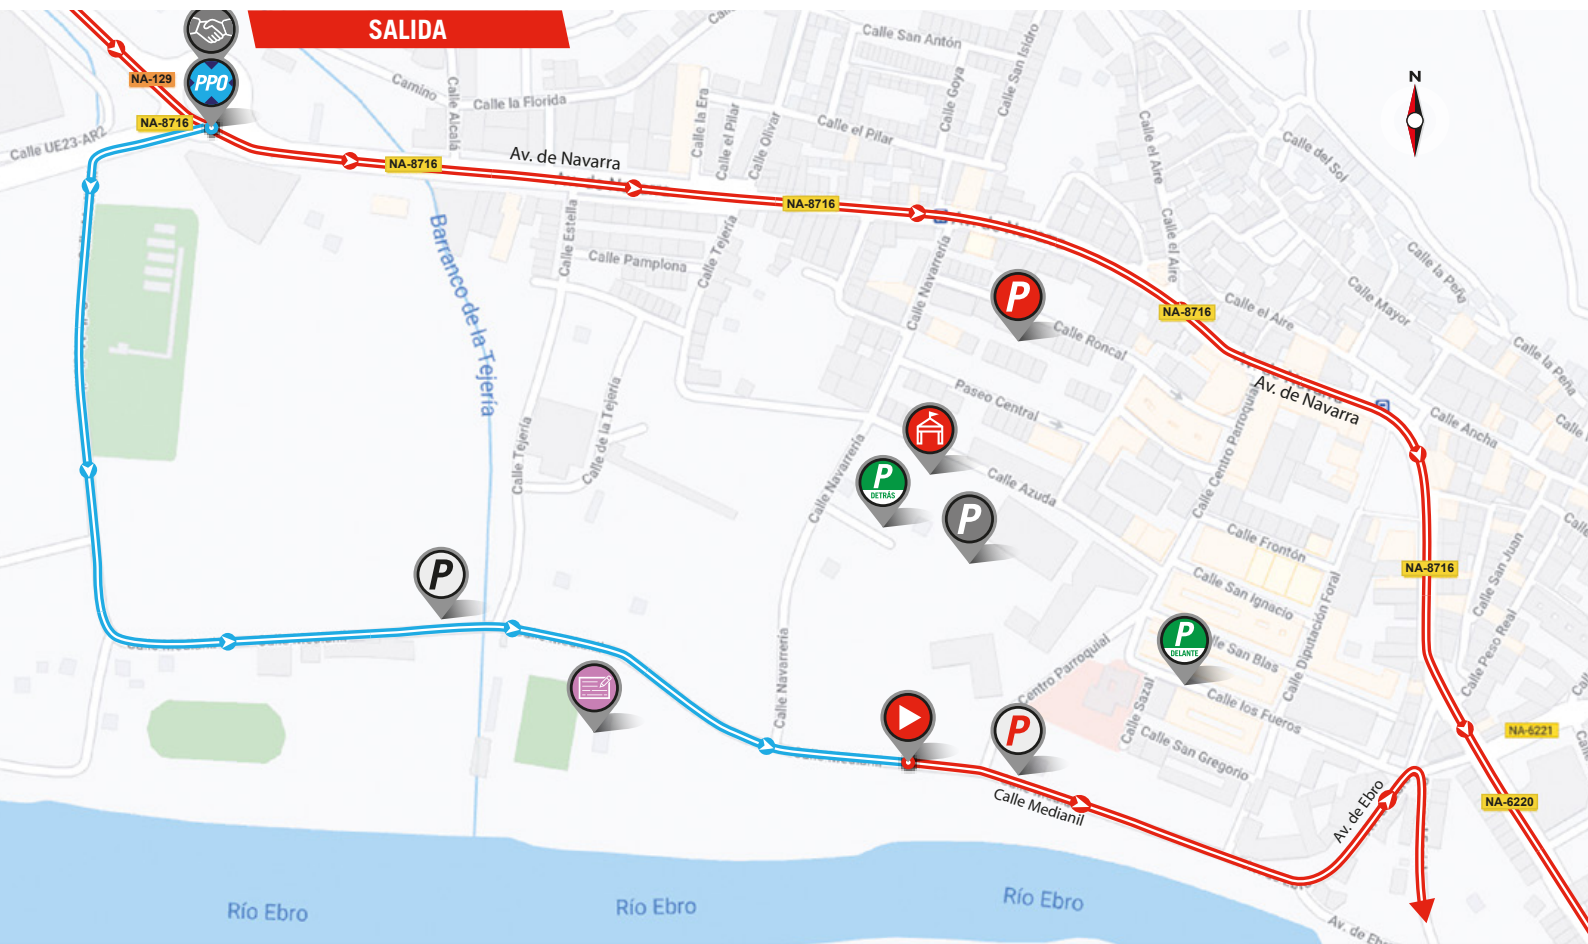 SALIDA
Calle San Antón
Calle San Isidro
NA-129
PPO
Camino
Calle la Florida
Calle Alcalá
Calle la Era
Calle el Pilar
Calle Olivar
Calle el Pilar
Calle Goya
N
NA-8716
Calle UE23-AR2
NA-8716
Av. de Navarra
Calle el Aire
Calle del Sol
NA-8716
Calle Estella
Calle Tejería
Calle Pamplona
Calle Navarrería
Calle el Aire
Calle la Peña
Barranco de la Tejería
P
NA-8716
Calle el Aire
Calle Mayor
Calle Roncal
Calle la Peña
Paseo Central
Av. de Navarra
Calle Ancha
Calle Tejería
Calle de la Tejería
Calle Navarrería
Calle Centro Parroquial
P
DETRÁS
Calle Azuda
P
Calle Frontón
NA-8716
Calle San Juan
P
Calle San Ignacio
Calle Diputación Foral
Calle Peso Real
P
DELANTE
Calle San Blas
Centro Parroquial
Calle Navarrería
Calle Sazal
Calle los Fueros
P
NA-6221
Calle San Gregorio
Calle Medianil
Av. de Ebro
NA-6220
Río Ebro
Río Ebro
Río Ebro